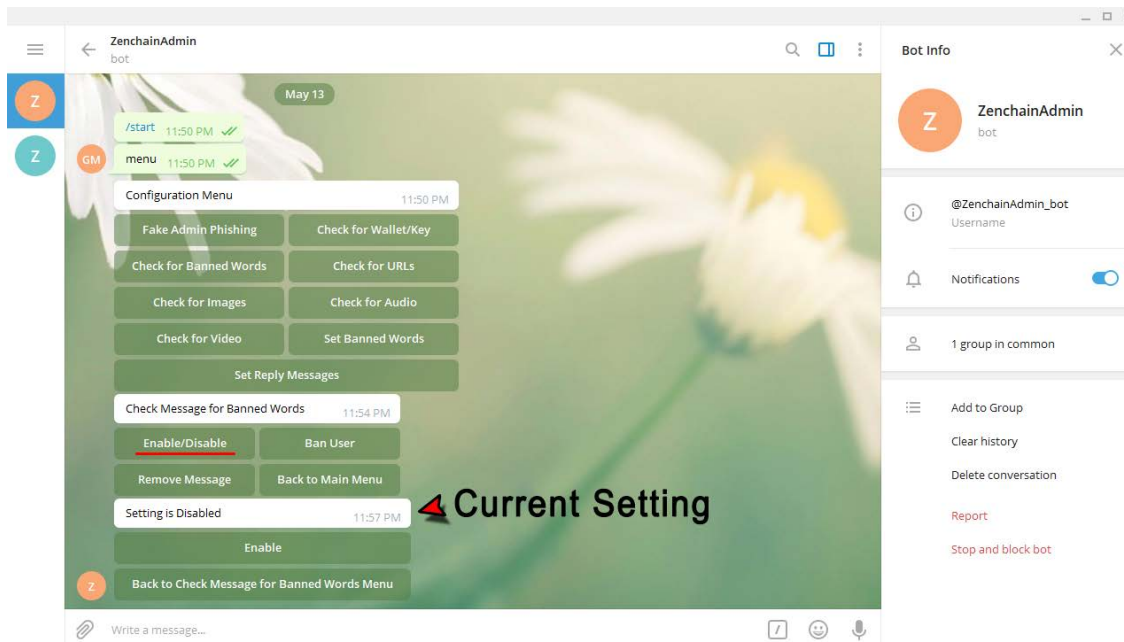 ZenchainAdmin
bot
May 13
/start 11:50 PM
GM
menu 11:50 PM
Configuration Menu 11:50 PM
Fake Admin Phishing Check for Wallet/Key
Check for Banned Words Check for URLs
Check for Images Check for Audio
Check for Video Set Banned Words
Set Reply Messages
Check Message for Banned Words 11:54 PM
Enable/Disable Ban User
Remove Message Back to Main Menu
Setting is Disabled 11:57 PM
Current Setting
Enable
Z Back to Check Message for Banned Words Menu
Write a message...
Z
Z
Bot Info
Z
ZenchainAdmin
bot
@ZenchainAdmin_bot
Username
Notifications
1 group in common
Add to Group
Clear history
Delete conversation
Report
Stop and block bot